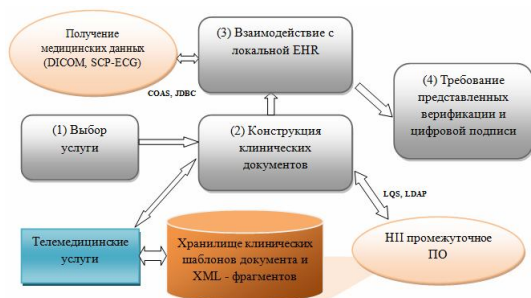 Получение
медицинских данных
(DICOM, SCP-ECG)
(3) Взаимодействие с
локальной EHR
COAS, JDBC
(4) Требование
представленных
верификации и
цифровой подписи
(1) Выбор
услуги
(2) Конструкция
клинических
документов
LQS, LDAP
Телемедицинские
услуги
Хранилище клинических
шаблонов документа и
XML - фрагментов
НІІ промежуточное
ПО